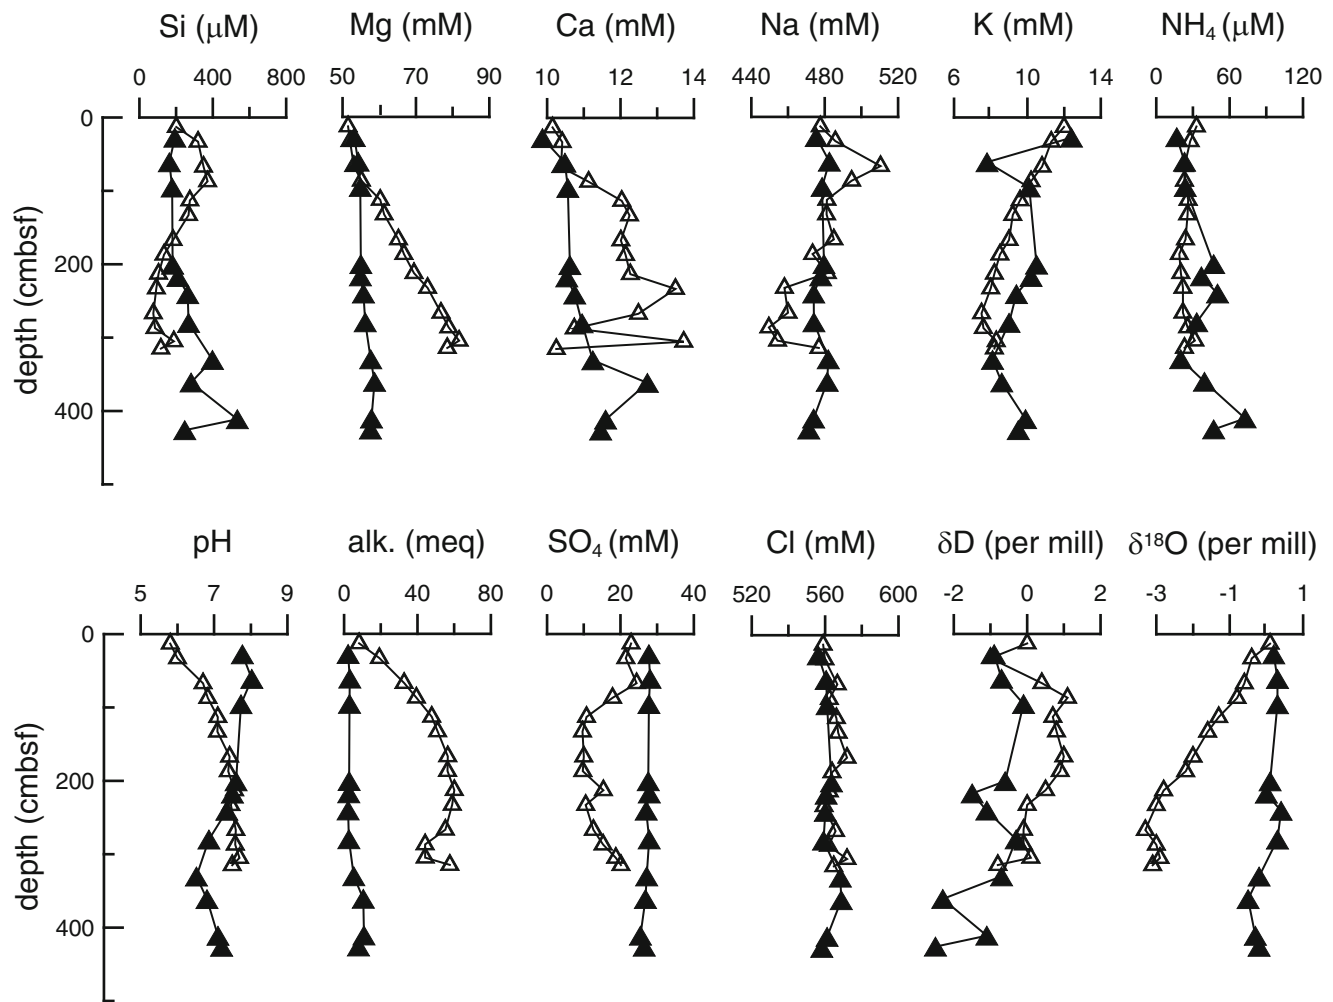 Si (μM) Mg (mM) Ca (mM) Na (mM) K (mM) NH₄ (μM)
0 400 800 50 70 90 10 12 14 440 480 520 6 10 14 0 60 120
0
200
400
depth (cmbsf)
pH alk. (meq) SO₄ (mM) Cl (mM) δD (per mill) δ¹⁸O (per mill)
5 7 9 0 40 80 0 20 40 520 560 600 -2 0 2 -3 -1 1
0
200
400
depth (cmbsf)